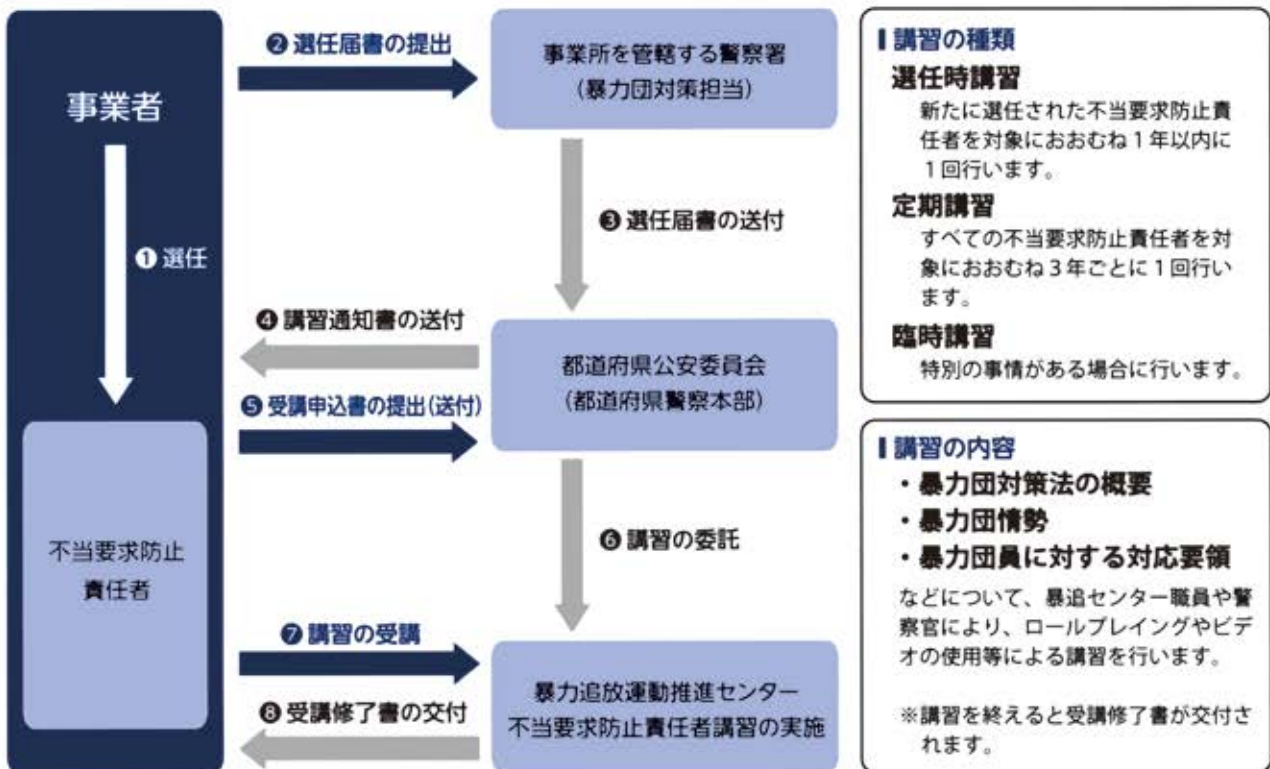 事業者
❶ 選任
不当要求防止
責任者
❷ 選任届書の提出
事業所を管轄する警察署
(暴力団対策担当)
❸ 選任届書の送付
❹ 講習通知書の送付
都道府県公安委員会
(都道府県警察本部)
❺ 受講申込書の提出(送付)
❻ 講習の委託
❼ 講習の受講
暴力追放運動推進センター
不当要求防止責任者講習の実施
❽ 受講修了書の交付
講習の種類
選任時講習
新たに選任された不当要求防止責
任者を対象におおむね1年以内に
1回行います。
定期講習
すべての不当要求防止責任者を対
象におおむね3年ごとに1回行い
ます。
臨時講習
特別の事情がある場合に行います。
講習の内容
・暴力団対策法の概要
・暴力団情勢
・暴力団員に対する対応要領
などについて、暴追センター職員や警
察官により、ロールプレイングやビデ
オの使用等による講習を行います。
※講習を終えると受講修了書が交付さ
れます。